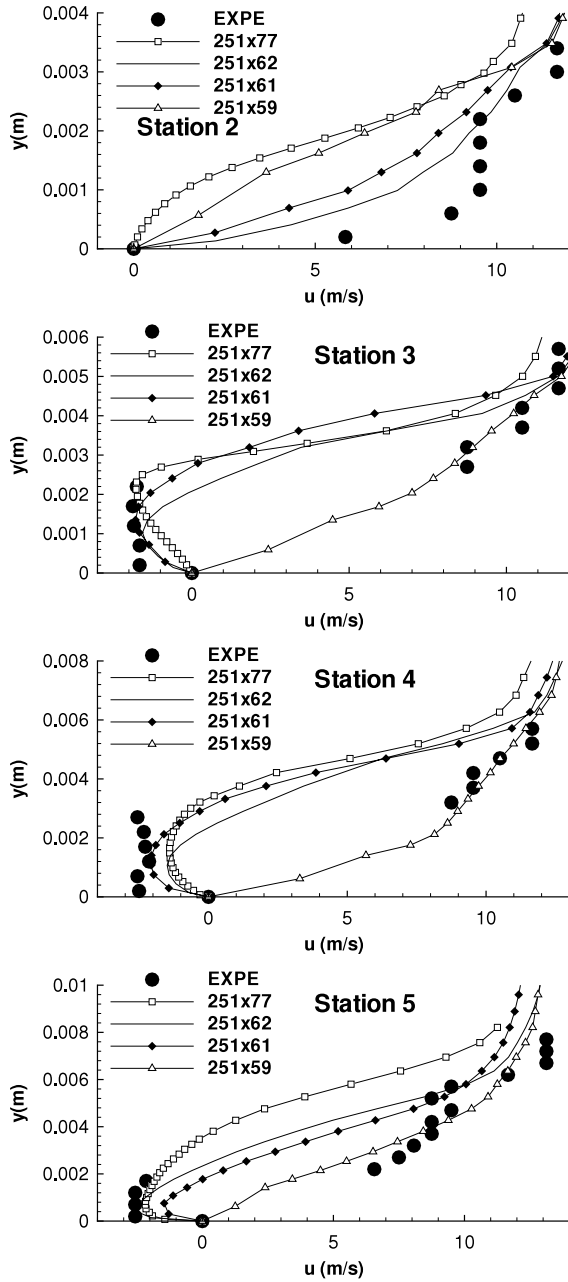 0.004
0.003
0.002
0.001
0
y(m)
EXPE
251x77
251x62
251x61
251x59
Station 2
0 5 10
u (m/s)
0.006
0.005
0.004
0.003
0.002
0.001
0
y(m)
EXPE
251x77
251x62
251x61
251x59
Station 3
0 5 10
u (m/s)
0.008
0.006
0.004
0.002
0
y(m)
EXPE
251x77
251x62
251x61
251x59
Station 4
0 5 10
u (m/s)
0.01
0.008
0.006
0.004
0.002
0
y(m)
EXPE
251x77
251x62
251x61
251x59
Station 5
0 5 10
u (m/s)